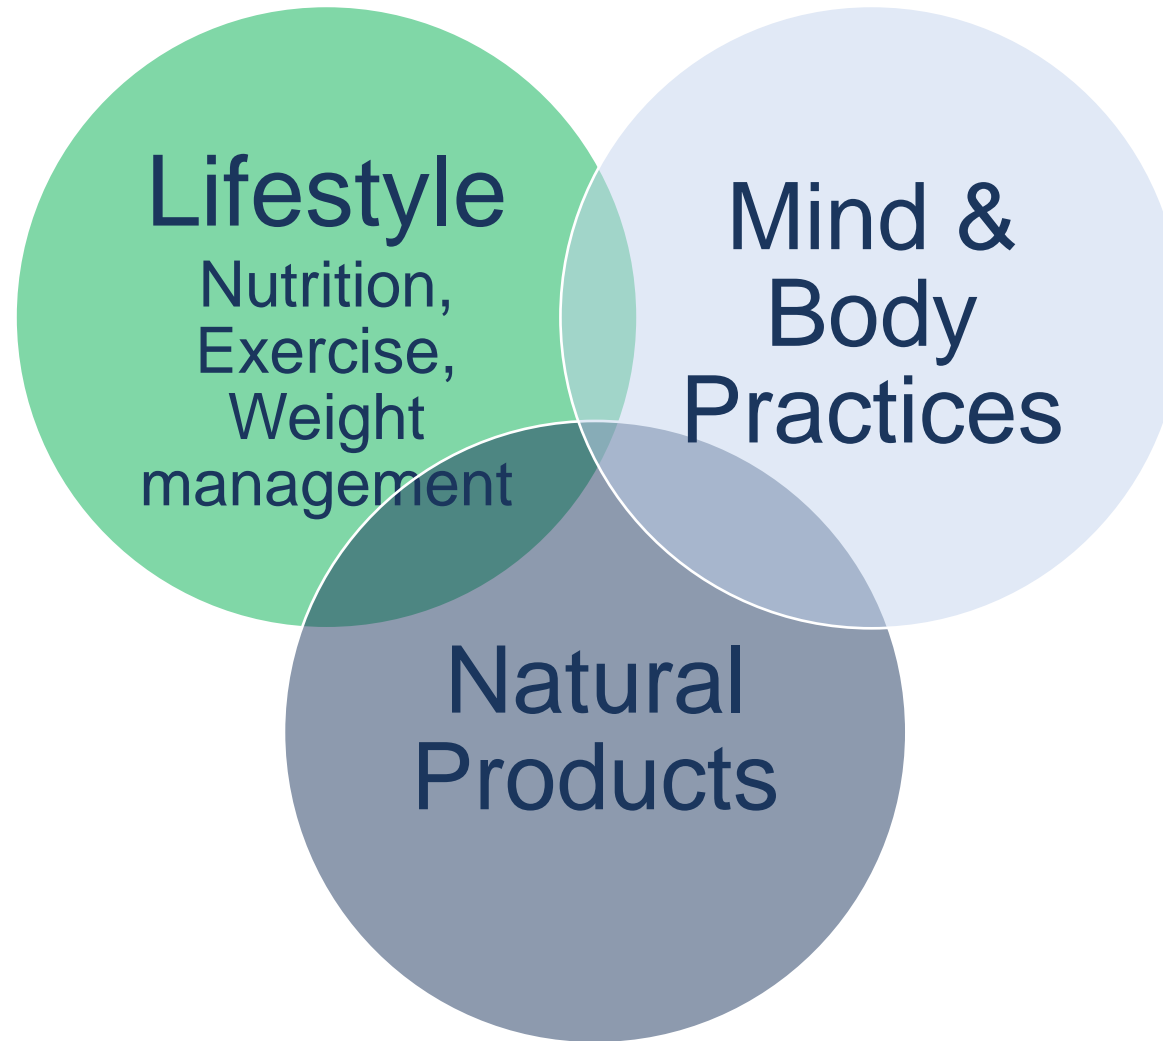 Lifestyle
Nutrition,
Exercise,
Weight
management
Mind &
Body
Practices
Natural
Products